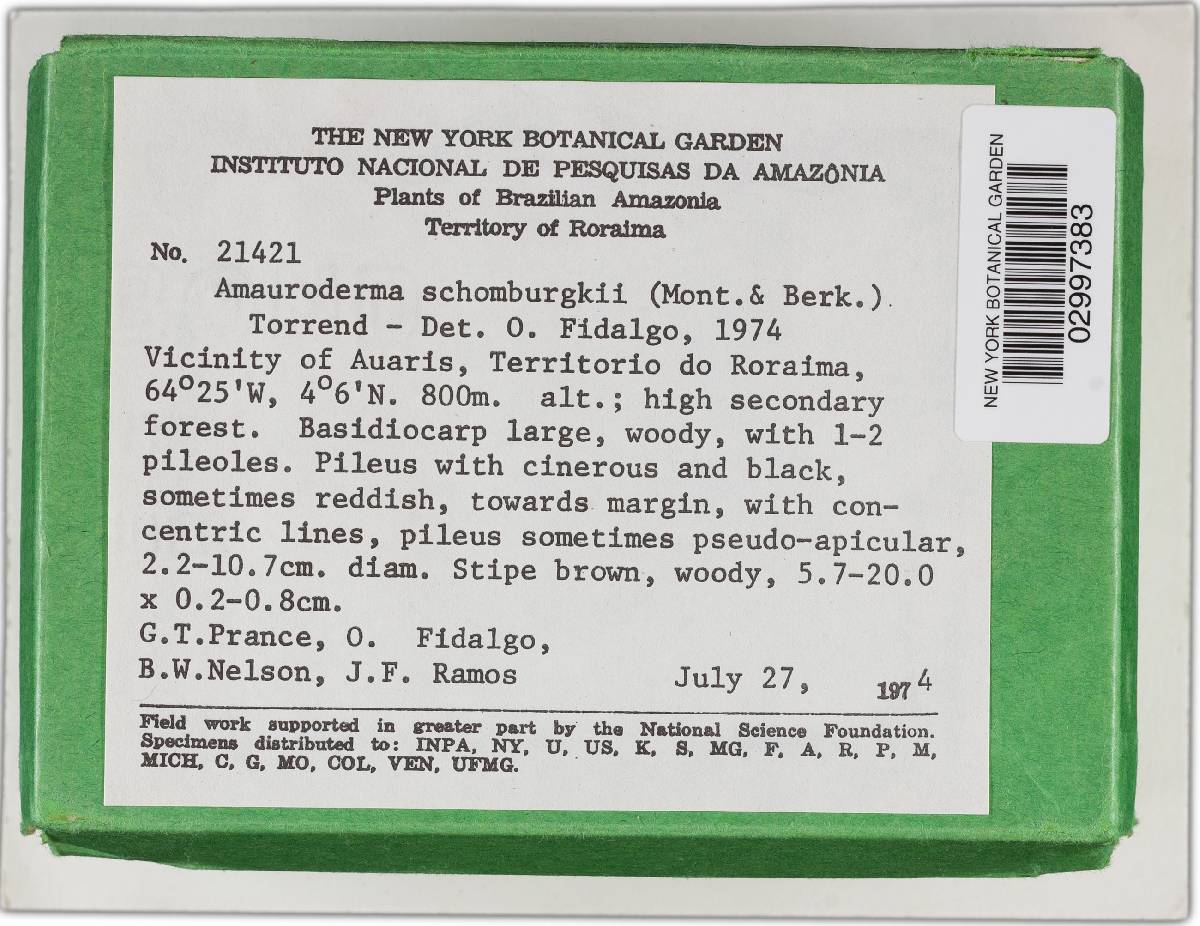 THE NEW YORK BOTANICAL GARDEN
INSTITUTO NACIONAL DE PESQUISAS DA AMAZÔNIA
Plants of Brazilian Amazonia
Territory of Roraima
No. 21421
Amauroderma schomburgkii (Mont.& Berk.)
Torrend - Det. O. Fidalgo, 1974
Vicinity of Auaris, Territorio do Roraima,
64°25'W, 4°6'N. 800m. alt.; high secondary
forest. Basidiocarp large, woody, with 1-2
pileoles. Pileus with cinerous and black,
sometimes reddish, towards margin, with con-
centric lines, pileus sometimes pseudo-apicular,
2.2-10.7cm. diam. Stipe brown, woody, 5.7-20.0
x 0.2-0.8cm.
G.T.Prance, O. Fidalgo,
B.W.Nelson, J.F. Ramos July 27, 1974
Field work supported in greater part by the National Science Foundation.
Specimens distributed to: INPA, NY, U, US, K, S, MG, F, A, R, P, M,
MICH, C, G, MO, COL, VEN, UFMG.
NEW YORK BOTANICAL GARDEN
02997383